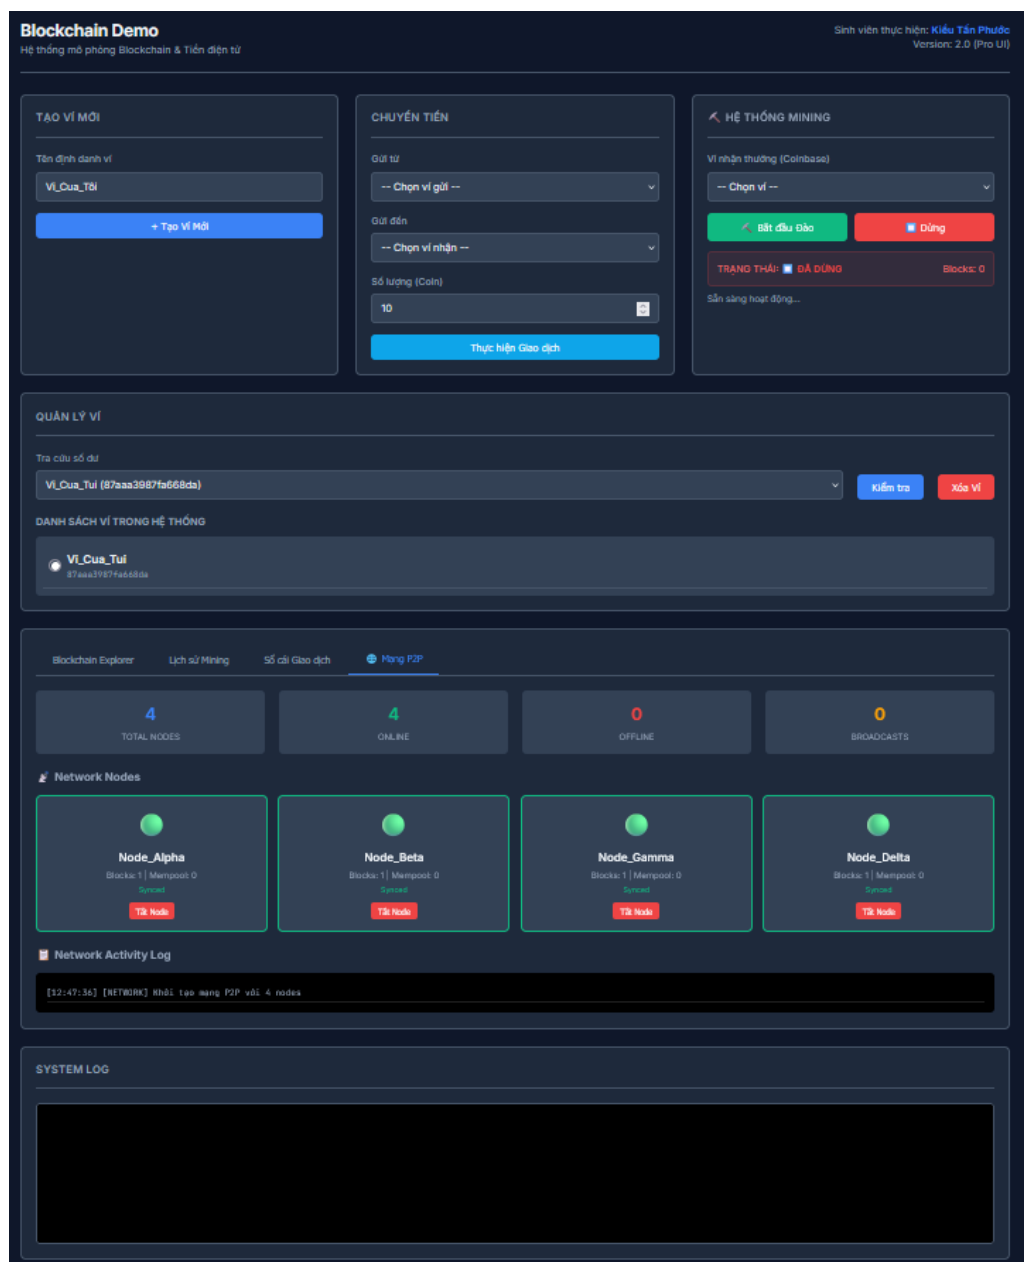 Blockchain Demo
Hệ thống mô phỏng Blockchain & Tiền điện tử
Sinh viên thực hiện: Kiều Tấn Phước
Version: 2.0 (Pro UI)
TẠO VÍ MỚI
Tên định danh ví
Ví_Cua_Tôi
+ Tạo Ví Mới
CHUYỂN TIỀN
Gửi từ
-- Chọn ví gửi --
Gửi đến
-- Chọn ví nhận --
Số lượng (Coin)
10
Thực hiện Giao dịch
HỆ THỐNG MINING
Ví nhận thưởng (Coinbase)
-- Chọn ví --
Bắt đầu Đào
Dừng
TRẠNG THÁI: ĐÃ DỪNG
Blocks: 0
Sẵn sàng hoạt động...
QUẢN LÝ VÍ
Tra cứu số dư
Ví_Cua_Tui (87aaa3987fa668da)
Kiểm tra
Xóa Ví
DANH SÁCH VÍ TRONG HỆ THỐNG
Ví_Cua_Tui
87aaa3987fa668da
Blockchain Explorer
Lịch sử Mining
Sổ cái Giao dịch
Mạng P2P
4
TOTAL NODES
4
ONLINE
0
OFFLINE
0
BROADCASTS
Network Nodes
Node_Alpha
Blocks: 1 | Mempool: 0
Synced
Tắt Node
Node_Beta
Blocks: 1 | Mempool: 0
Synced
Tắt Node
Node_Gamma
Blocks: 1 | Mempool: 0
Synced
Tắt Node
Node_Delta
Blocks: 1 | Mempool: 0
Synced
Tắt Node
Network Activity Log
[12:47:36] [NETWORK] Khởi tạo mạng P2P với 4 nodes
SYSTEM LOG